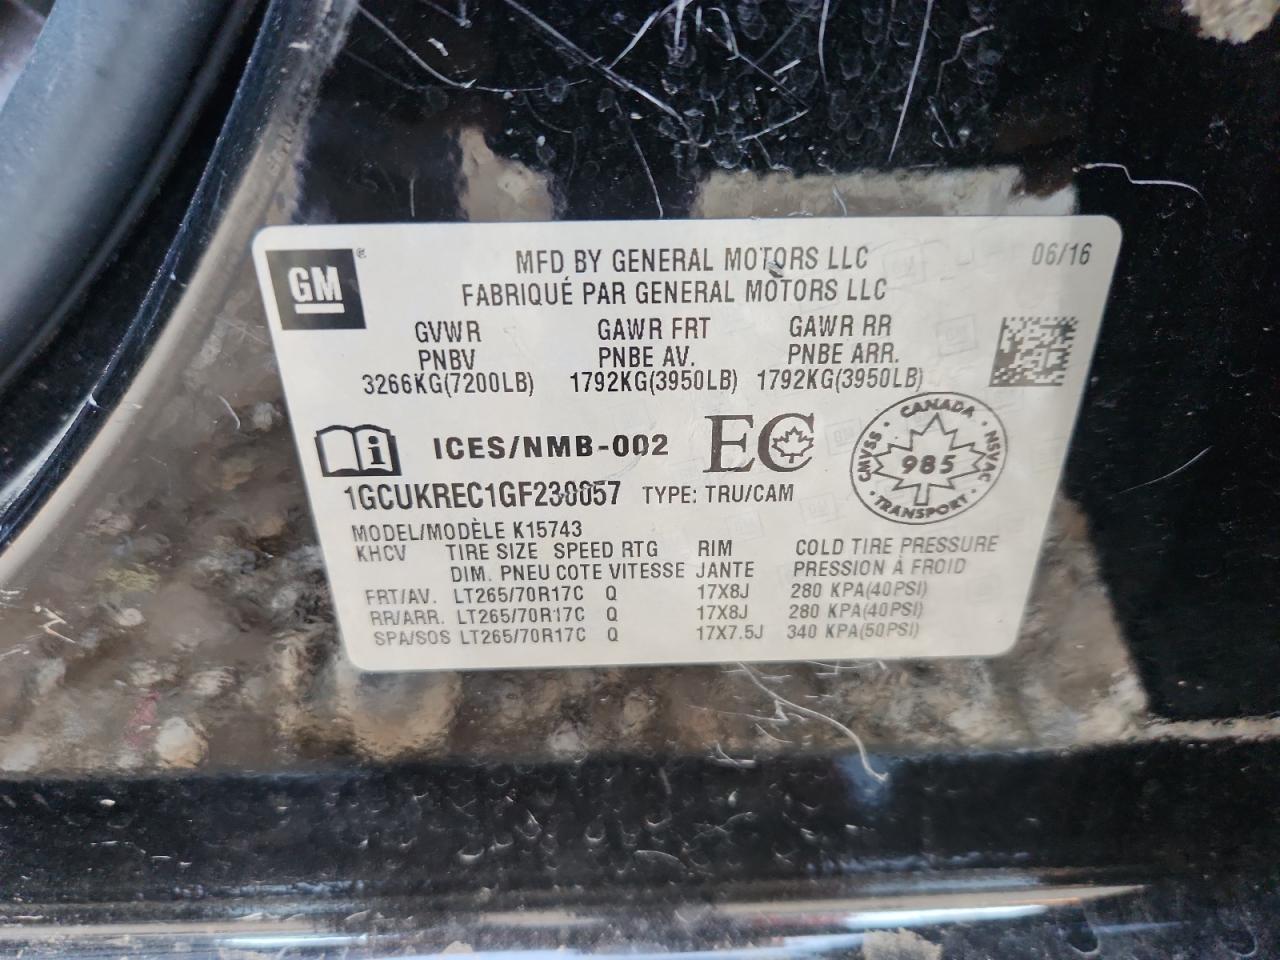 GM
MFD BY GENERAL MOTORS LLC
06/16
FABRIQUÉ PAR GENERAL MOTORS LLC
GVWR GAWR FRT GAWR RR
PNBV PNBE AV. PNBE ARR.
3266KG(7200LB) 1792KG(3950LB) 1792KG(3950LB)
i ICES/NMB-002 EC
CANADA
CMVSS 985 NSVAC
TRANSPORT
1GCUKREC1GF230057 TYPE: TRU/CAM
MODEL/MODÈLE K15743
KHCV TIRE SIZE SPEED RTG RIM COLD TIRE PRESSURE
DIM. PNEU COTE VITESSE JANTE PRESSION À FROID
FRT/AV. LT265/70R17C Q 17X8J 280 KPA(40PSI)
RR/ARR. LT265/70R17C Q 17X8J 280 KPA(40PSI)
SPA/SOS LT265/70R17C Q 17X7.5J 340 KPA(50PSI)